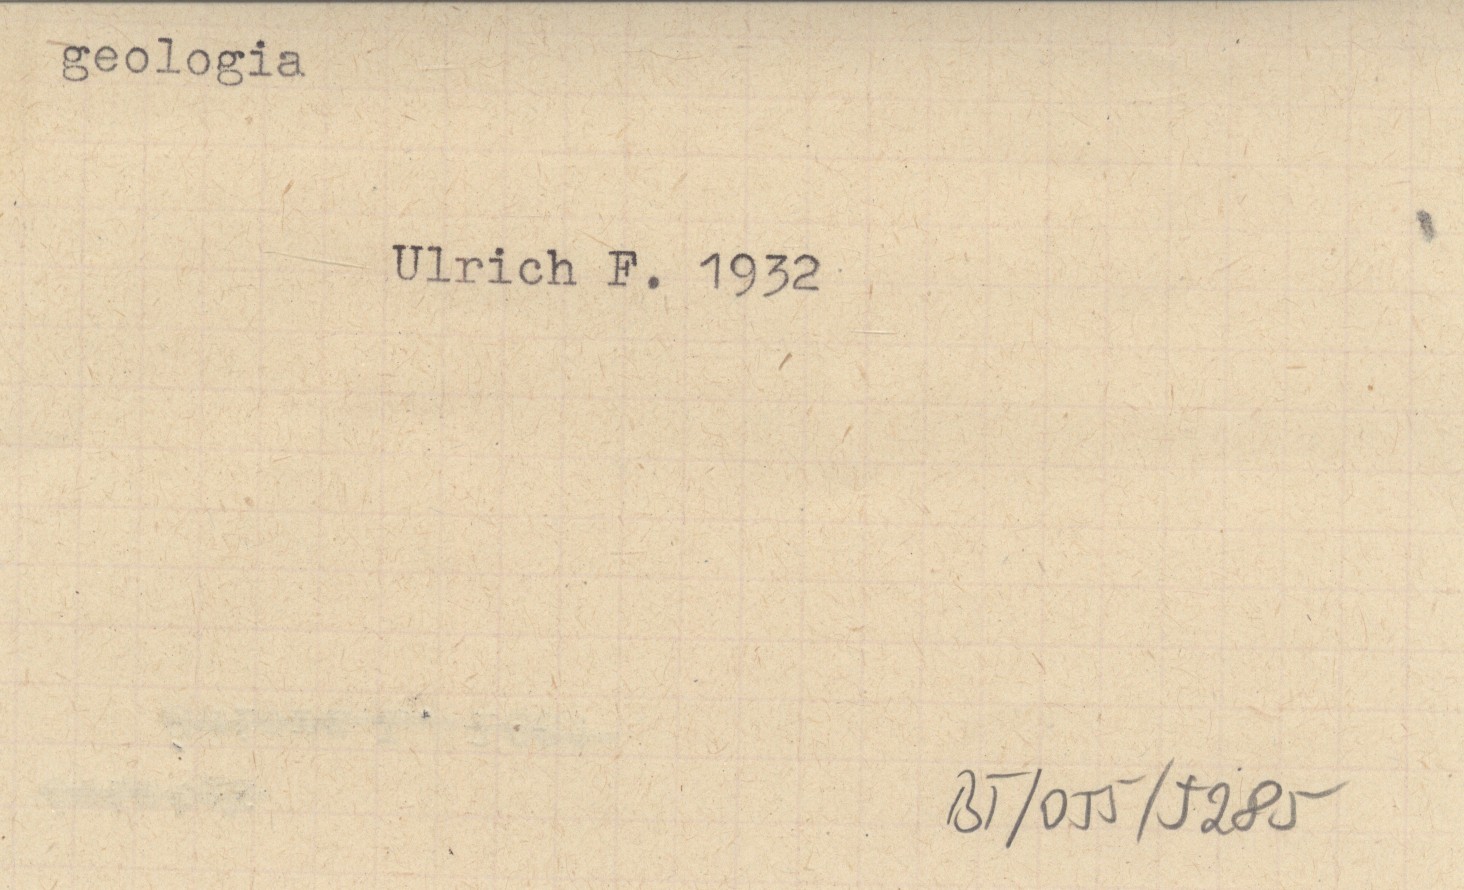 geologia
Ulrich F. 1932
BT/055/5285